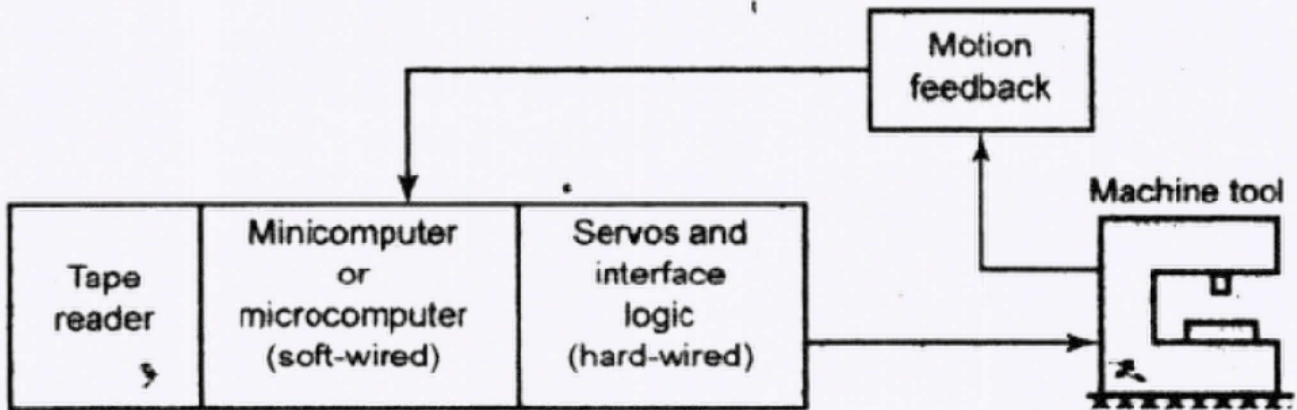 Motion
feedback
Machine tool
Tape
reader
Minicomputer
or
microcomputer
(soft-wired)
Servos and
interface
logic
(hard-wired)